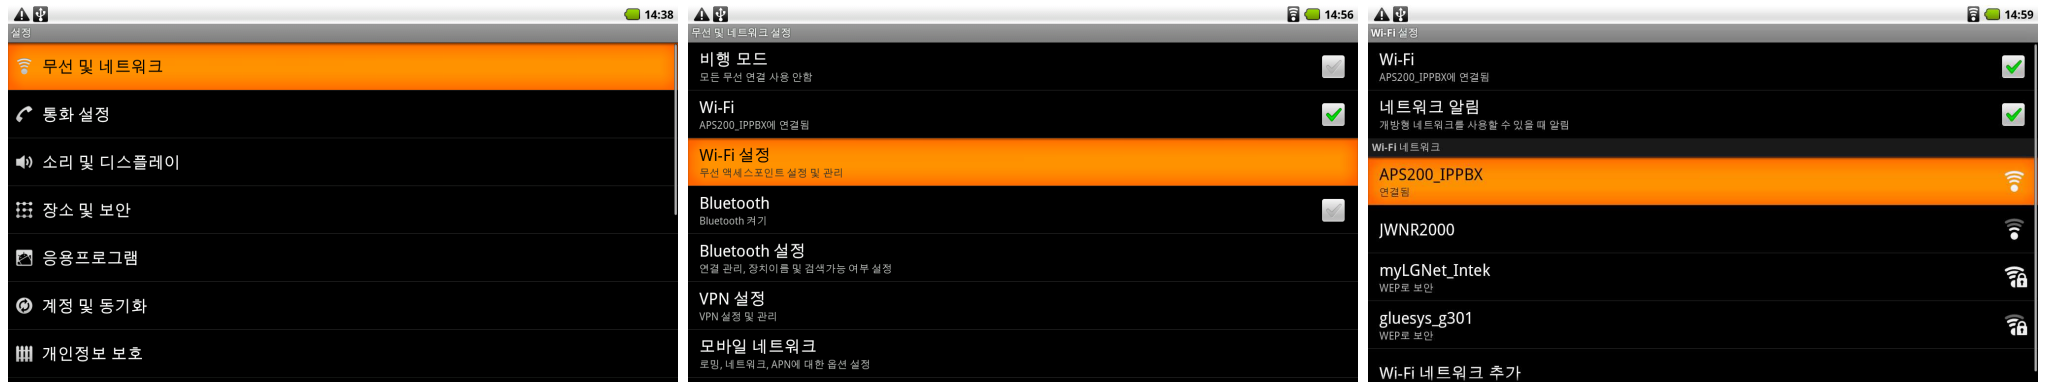 14:38
설정
무선 및 네트워크
통화 설정
소리 및 디스플레이
장소 및 보안
응용프로그램
계정 및 동기화
개인정보 보호
14:56
무선 및 네트워크 설정
비행 모드
모든 무선 연결 사용 안함
Wi-Fi
APS200_IPPBX에 연결됨
Wi-Fi 설정
무선 액세스포인트 설정 및 관리
Bluetooth
Bluetooth 켜기
Bluetooth 설정
연결 관리, 장치이름 및 검색가능 여부 설정
VPN 설정
VPN 설정 및 관리
모바일 네트워크
로밍, 네트워크, APN에 대한 옵션 설정
14:59
Wi-Fi 설정
Wi-Fi
APS200_IPPBX에 연결됨
네트워크 알림
개방형 네트워크를 사용할 수 있을 때 알림
Wi-Fi 네트워크
APS200_IPPBX
연결됨
JWNR2000
myLGNet_Intek
WEP로 보안
gluesys_g301
WEP로 보안
Wi-Fi 네트워크 추가